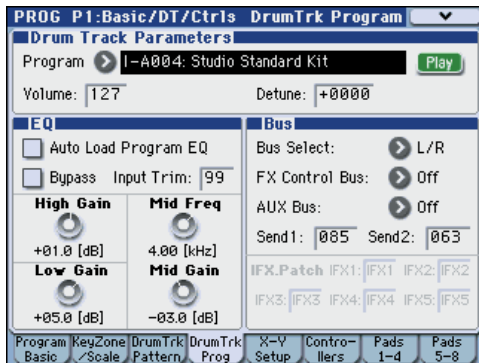 PROG P1:Basic/DT/Ctrls DrumTrk Program
Drum Track Parameters
Program I-A004: Studio Standard Kit Play
Volume: 127 Detune: +0000
EQ
Auto Load Program EQ
Bypass Input Trim: 99
High Gain Mid Freq
+01.0 [dB] 4.00 [kHz]
Low Gain Mid Gain
+05.0 [dB] -03.0 [dB]
Bus
Bus Select: L/R
FX Control Bus: Off
AUX Bus: Off
Send1: 085 Send2: 063
IFX.Patch IFX1: IFX1 IFX2: IFX2
IFX3: IFX3 IFX4: IFX4 IFX5: IFX5
Program Basic KeyZone /Scale DrumTrk Pattern DrumTrk Prog X-Y Setup Contro- llers Pads 1-4 Pads 5-8